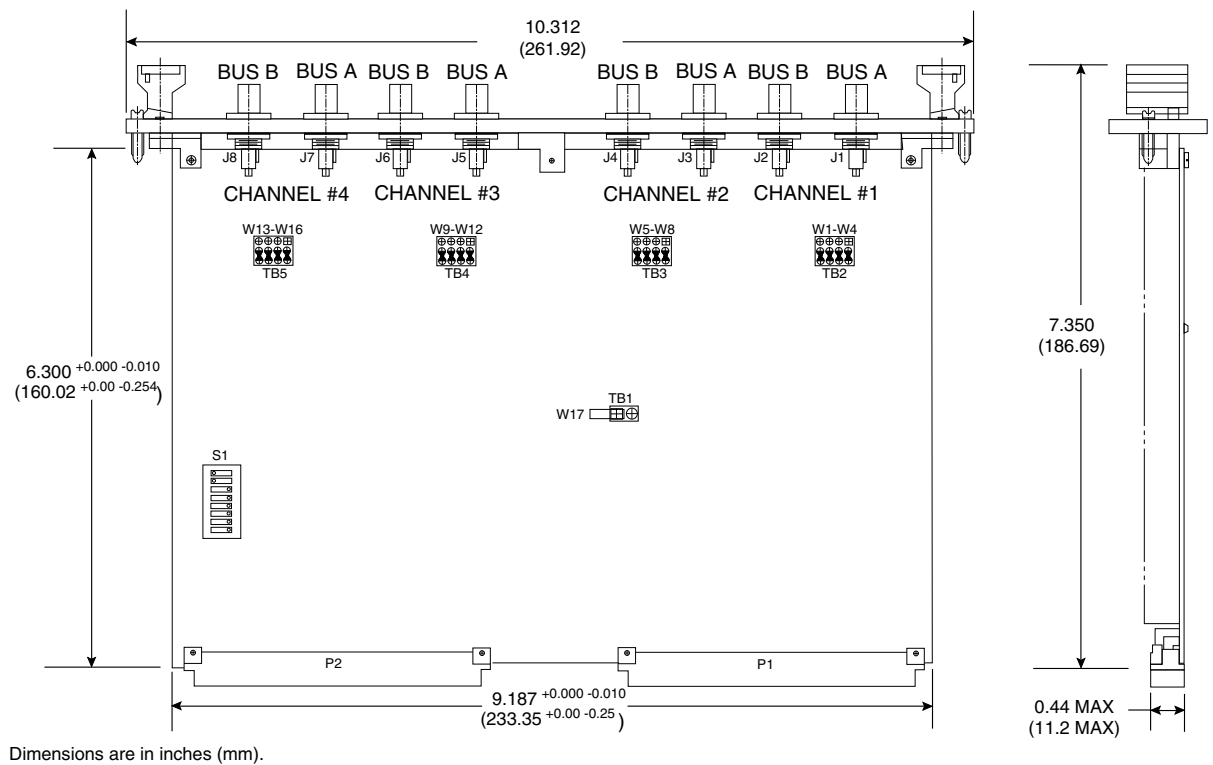 10.312
(261.92)
BUS B BUS A BUS B BUS A BUS B BUS A BUS B BUS A
J8 J7 J6 J5 J4 J3 J2 J1
CHANNEL #4 CHANNEL #3 CHANNEL #2 CHANNEL #1
W13-W16 W9-W12 W5-W8 W1-W4
TB5 TB4 TB3 TB2
7.350
(186.69)
6.300 +0.000 -0.010
(160.02 +0.00 -0.254)
TB1
W17
S1
P2 P1
9.187 +0.000 -0.010
(233.35 +0.00 -0.25 )
0.44 MAX
(11.2 MAX)
Dimensions are in inches (mm).